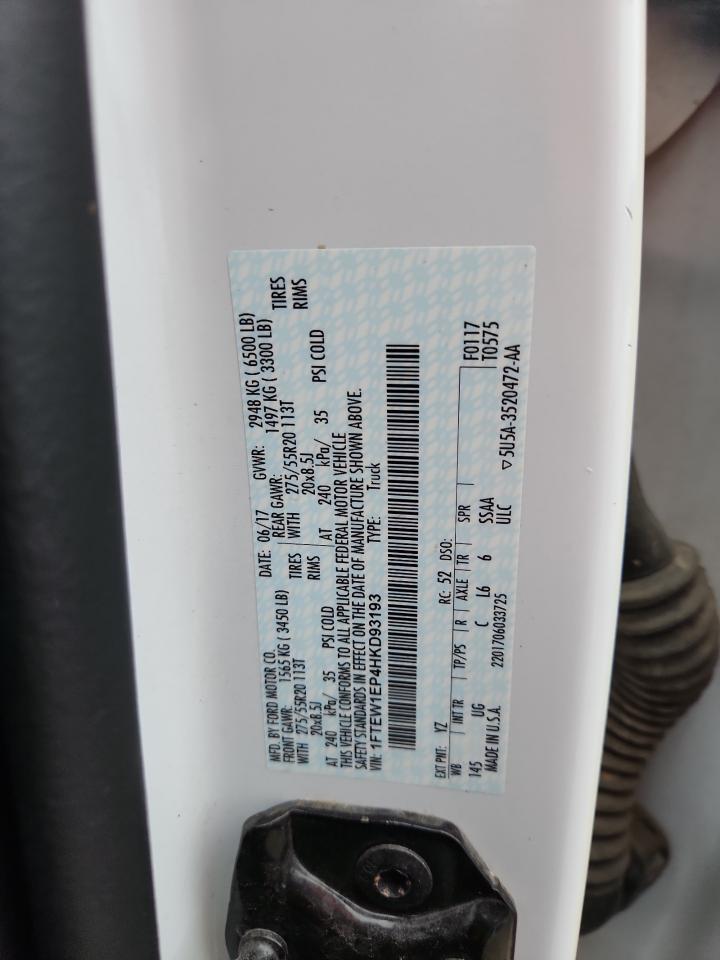 MFD. BY FORD MOTOR CO. DATE: 06/17 GVWR: 2948 KG ( 6500 LB)
FRONT GAWR: 1565 KG ( 3450 LB) REAR GAWR: 1497 KG ( 3300 LB)
WITH 275/55R20 113T TIRES WITH 275/55R20 113T TIRES
20x8.5J RIMS 20x8.5J RIMS
AT 240 kPa/ 35 PSI COLD AT 240 kPa/ 35 PSI COLD
THIS VEHICLE CONFORMS TO ALL APPLICABLE FEDERAL MOTOR VEHICLE
SAFETY STANDARDS IN EFFECT ON THE DATE OF MANUFACTURE SHOWN ABOVE.
VIN: 1FTEW1EP4HKD93193 TYPE: Truck
EXT PNT: YZ RC: 52 DSO:
WB INT TR TP/PS R AXLE TR SPR F0117
145 UG C L6 6 SSAA T0575
MADE IN U.S.A. 2201706033725 ULC ▽5U5A-3520472-AA